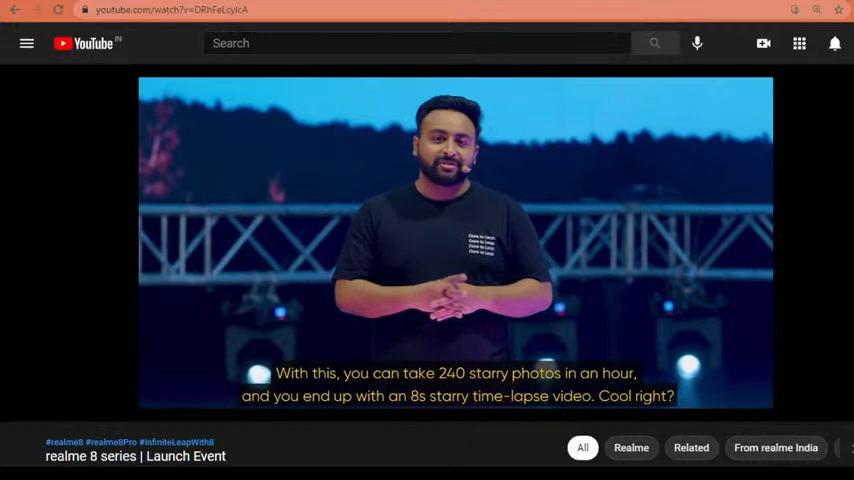 youtube.com/watch?v=DRhFeLcyIcA
YouTube IN
Search
With this, you can take 240 starry photos in an hour,
and you end up with an 8s starry time-lapse video. Cool right?
#realme8 #realme8Pro #InfiniteLeapWith8
realme 8 series | Launch Event
All
Realme
Related
From realme India